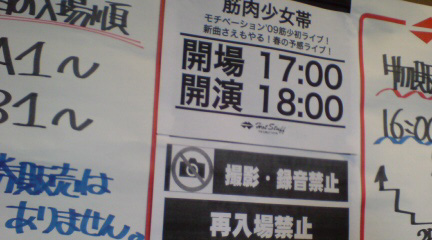 入場順
A1〜
B1〜
販売は
ありません。
筋肉少女帯
モチベーション'09筋少初ライブ!
新曲さえもやる!春の予感ライブ!
開場 17:00
開演 18:00
Hot Stuff
撮影・録音禁止
再入場禁止
物販
16:00